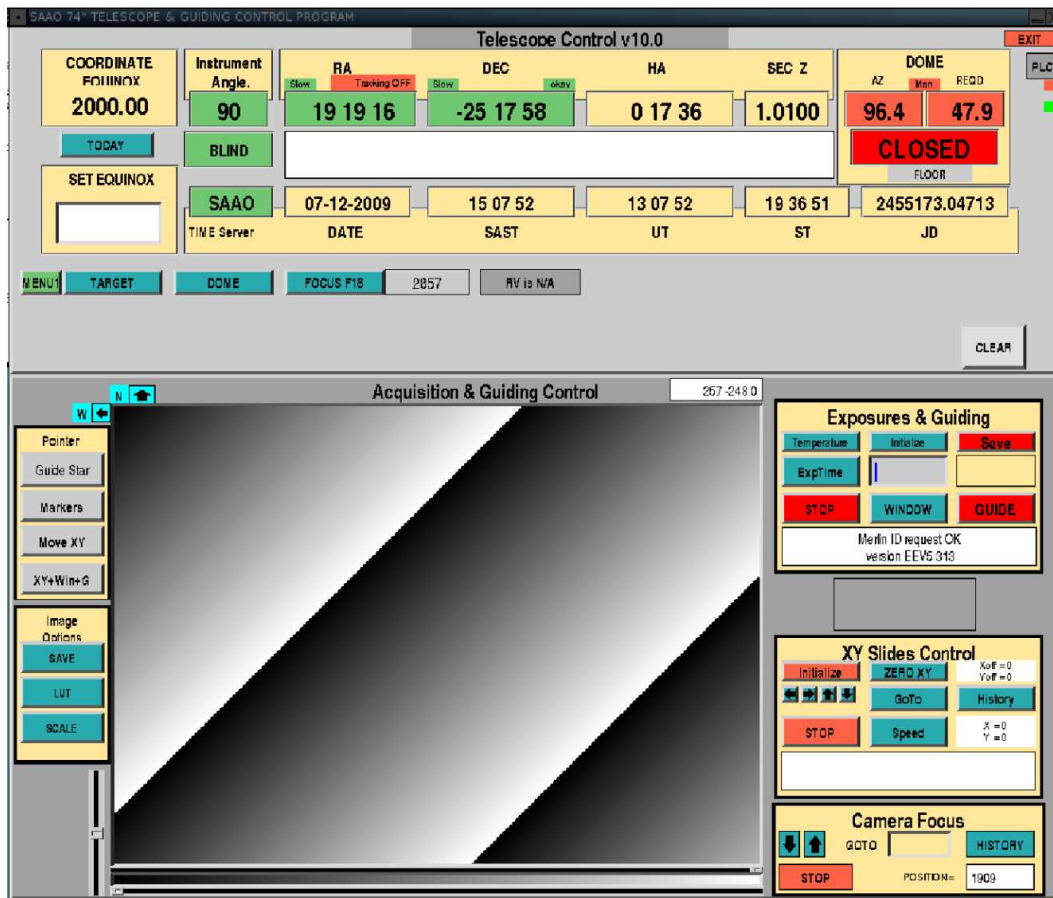 SAAO 74" TELESCOPE & GUIDING CONTROL PROGRAM
Telescope Control v10.0
EXIT
COORDINATE
EQUINOX
2000.00
TODAY
SET EQUINOX
Instrument
Angle.
90
BLIND
SAAO
TIME Server
RA
Slow Tracking OFF
19 19 16
DEC
Slow okay
-25 17 58
HA
0 17 36
SEC Z
1.0100
DOME
AZ Man REQD
96.4 47.9
CLOSED
FLOOR
PLC
07-12-2009 15 07 52 13 07 52 19 36 51 2455173.04713
DATE SAST UT ST JD
MENU1 TARGET DOME FOCUS F18 2857 RV is N/A
CLEAR
N
W
Acquisition & Guiding Control
257 -248 0
Pointer
Guide Star
Markers
Move XY
XY+Win+G
Image
Options
SAVE
LUT
SCALE
Exposures & Guiding
Temperature Initialize Save
ExpTime
STOP WINDOW GUIDE
Merlin ID request OK
version EEV5 313
XY Slides Control
Initialize ZERO XY Xoff =0
Yoff =0
GoTo History
STOP Speed X =0
Y =0
Camera Focus
GOTO HISTORY
STOP POSITION= 1909